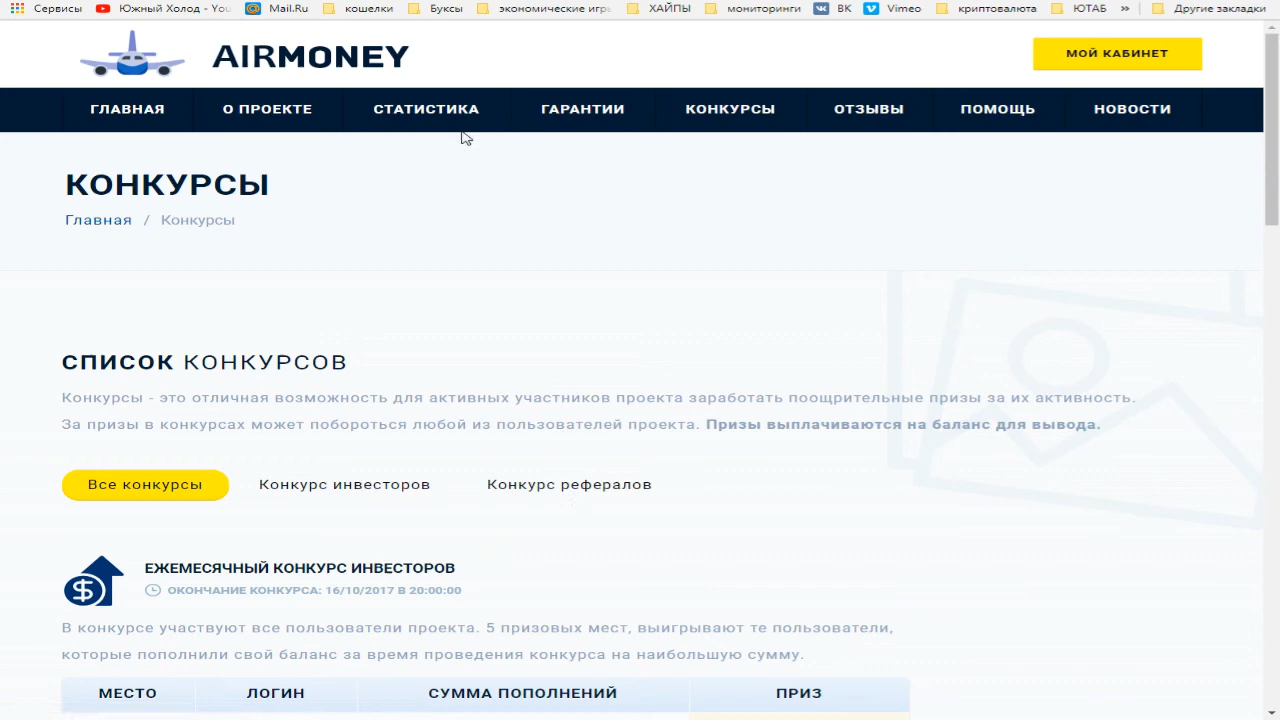 Сервисы Южный Холод - You Mail.Ru кошелки Буксы экономические игры ХАЙПЫ мониторинги ВК Vimeo криптовалюта ЮТАБ » Другие закладки
AIRMONEY
МОЙ КАБИНЕТ
ГЛАВНАЯ О ПРОЕКТЕ СТАТИСТИКА ГАРАНТИИ КОНКУРСЫ ОТЗЫВЫ ПОМОЩЬ НОВОСТИ
КОНКУРСЫ
Главная / Конкурсы
СПИСОК КОНКУРСОВ
Конкурсы - это отличная возможность для активных участников проекта заработать поощрительные призы за их активность.
За призы в конкурсах может побороться любой из пользователей проекта. Призы выплачиваются на баланс для вывода.
Все конкурсы Конкурс инвесторов Конкурс рефералов
ЕЖЕМЕСЯЧНЫЙ КОНКУРС ИНВЕСТОРОВ
ОКОНЧАНИЕ КОНКУРСА: 16/10/2017 В 20:00:00
В конкурсе участвуют все пользователи проекта. 5 призовых мест, выигрывают те пользователи,
которые пополнили свой баланс за время проведения конкурса на наибольшую сумму.
МЕСТО ЛОГИН СУММА ПОПОЛНЕНИЙ ПРИЗ